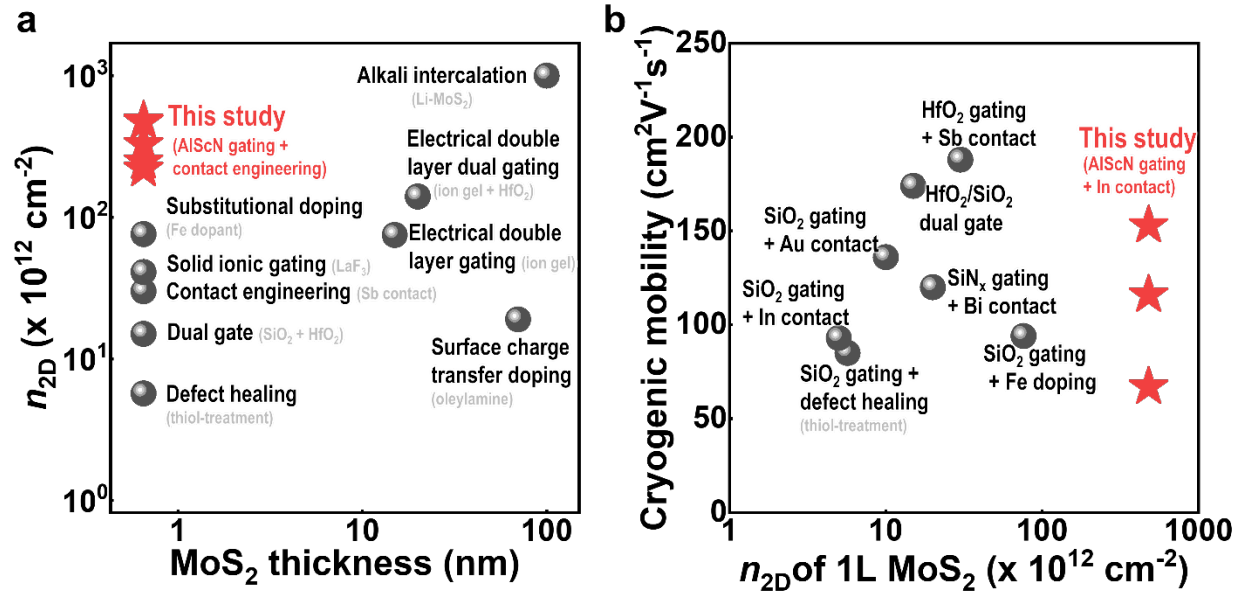 a
n2D (x 10^12 cm^-2)
10^3
10^2
10^1
10^0
Alkali intercalation
(Li-MoS2)
This study
(AlScN gating +
contact engineering)
Electrical double
layer dual gating
(ion gel + HfO2)
Substitutional doping
(Fe dopant)
Electrical double
layer gating (ion gel)
Solid ionic gating (LaF3)
Contact engineering (Sb contact)
Dual gate (SiO2 + HfO2)
Surface charge
transfer doping
(oleylamine)
Defect healing
(thiol-treatment)
1
10
100
MoS2 thickness (nm)
b
Cryogenic mobility (cm^2V^-1s^-1)
250
200
150
100
50
0
HfO2 gating
+ Sb contact
This study
(AlScN gating
+ In contact)
HfO2/SiO2
dual gate
SiO2 gating
+ Au contact
SiNx gating
+ Bi contact
SiO2 gating
+ In contact
SiO2 gating
+ Fe doping
SiO2 gating +
defect healing
(thiol-treatment)
1
10
100
1000
n2D of 1L MoS2 (x 10^12 cm^-2)